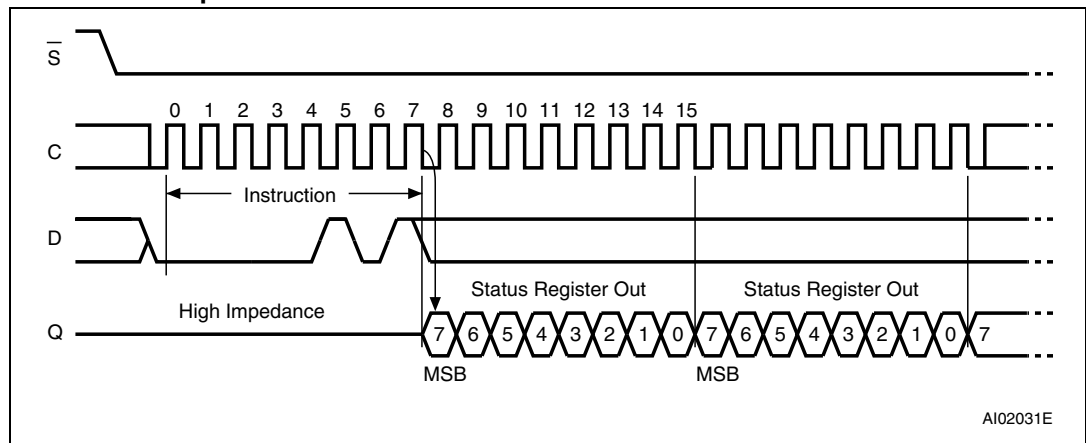 S
0 1 2 3 4 5 6 7 8 9 10 11 12 13 14 15
C
Instruction
D
High Impedance
Status Register Out
Status Register Out
Q
7 6 5 4 3 2 1 0 7 6 5 4 3 2 1 0 7
MSB
MSB
AI02031E